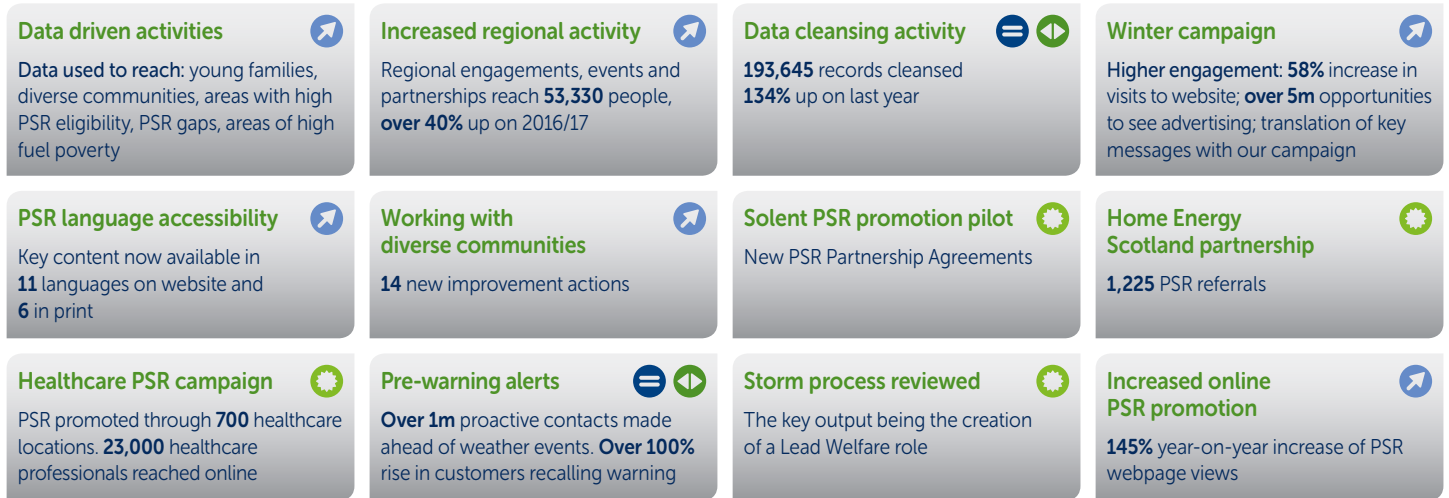 Data driven activities
Data used to reach: young families,
diverse communities, areas with high
PSR eligibility, PSR gaps, areas of high
fuel poverty
Increased regional activity
Regional engagements, events and
partnerships reach 53,330 people,
over 40% up on 2016/17
Data cleansing activity
193,645 records cleansed
134% up on last year
Winter campaign
Higher engagement: 58% increase in
visits to website; over 5m opportunities
to see advertising; translation of key
messages with our campaign
PSR language accessibility
Key content now available in
11 languages on website and
6 in print
Working with
diverse communities
14 new improvement actions
Solent PSR promotion pilot
New PSR Partnership Agreements
Home Energy
Scotland partnership
1,225 PSR referrals
Healthcare PSR campaign
PSR promoted through 700 healthcare
locations. 23,000 healthcare
professionals reached online
Pre-warning alerts
Over 1m proactive contacts made
ahead of weather events. Over 100%
rise in customers recalling warning
Storm process reviewed
The key output being the creation
of a Lead Welfare role
Increased online
PSR promotion
145% year-on-year increase of PSR
webpage views